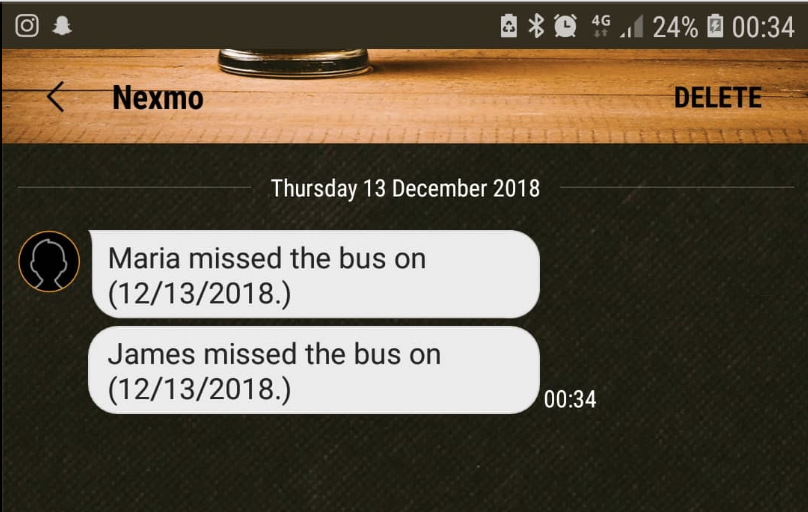 4G 24% 00:34
Nexmo DELETE
Thursday 13 December 2018
Maria missed the bus on
(12/13/2018.)
James missed the bus on
(12/13/2018.)
00:34